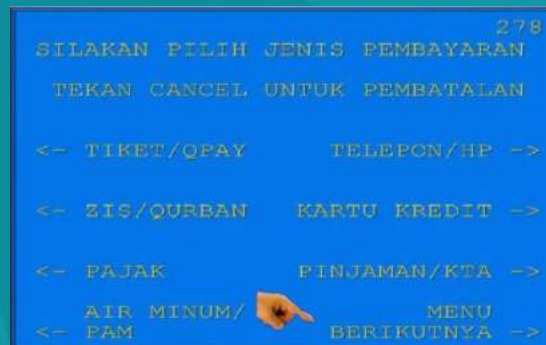 278
SILAKAN PILIH JENIS PEMBAYARAN
TEKAN CANCEL UNTUK PEMBATALAN
<- TIKET/QPAY TELEPON/HP ->
<- ZIS/QURBAN KARTU KREDIT ->
<- PAJAK PINJAMAN/KTA ->
AIR MINUM/ MENU
<- PAM BERIKUTNYA ->